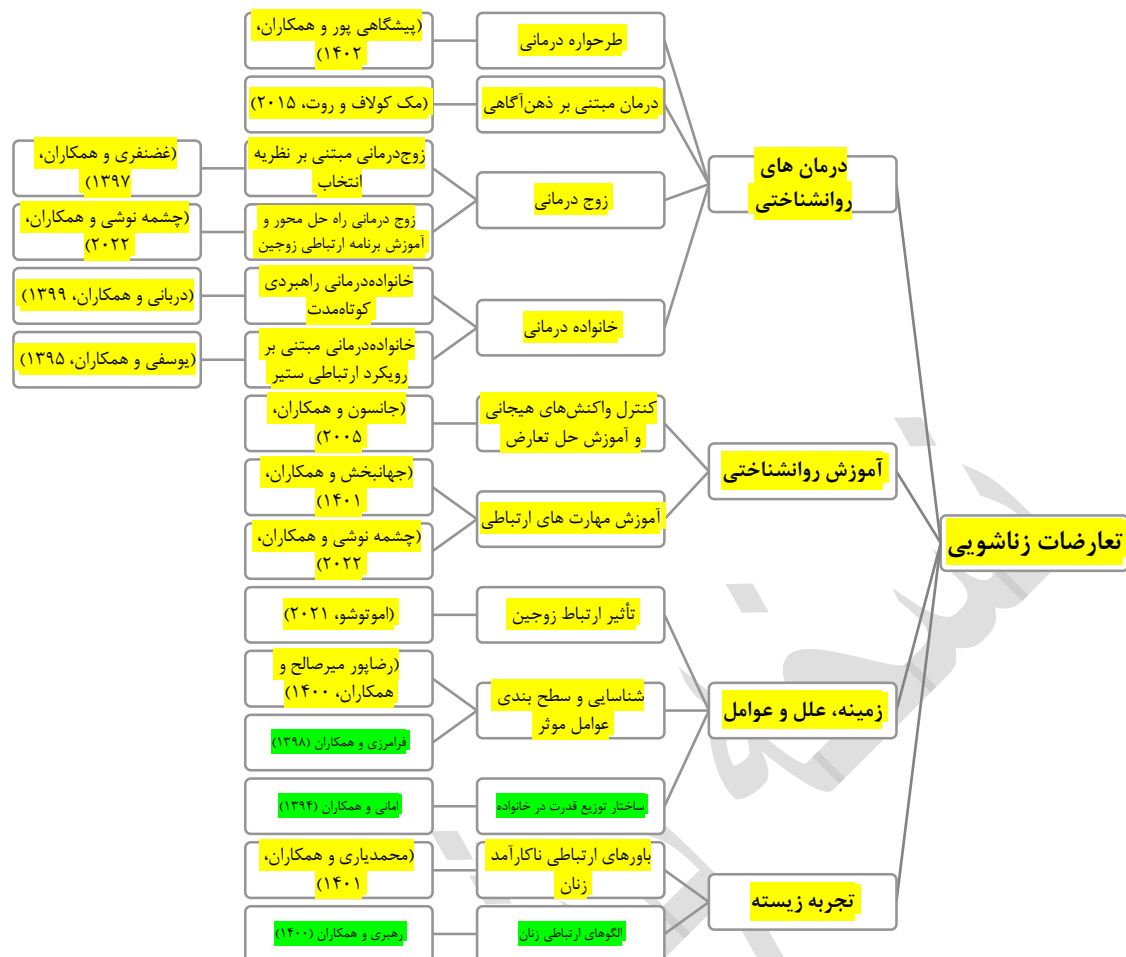 تعارضات زناشویی
درمان های
روانشناختی
طرحواره درمانی
(پیشگاهی پور و همکاران،
۱۴۰۲)
درمان مبتنی بر ذهن‌آگاهی
(مک کولاف و روت، ۲۰۱۵)
زوج درمانی
زوج‌درمانی مبتنی بر نظریه
انتخاب
(غضنفری و همکاران،
۱۳۹۷)
زوج درمانی راه حل محور و
آموزش برنامه ارتباطی زوجین
(چشمه نوشی و همکاران،
۲۰۲۲)
خانواده درمانی
خانواده‌درمانی راهبردی
کوتاه‌مدت
(دربانی و همکاران، ۱۳۹۹)
خانواده‌درمانی مبتنی بر
رویکرد ارتباطی ستیر
(یوسفی و همکاران، ۱۳۹۵)
آموزش روانشناختی
کنترل واکنش‌های هیجانی
و آموزش حل تعارض
(جانسون و همکاران،
۲۰۰۵)
آموزش مهارت های ارتباطی
(جهانبخش و همکاران،
۱۴۰۱)
(چشمه نوشی و همکاران،
۲۰۲۲)
زمینه، علل و عوامل
تأثیر ارتباط زوجین
(اموتوشو، ۲۰۲۱)
شناسایی و سطح بندی
عوامل موثر
(رضاپور میرصالح و
همکاران، ۱۴۰۰)
فرامرزی و همکاران (۱۳۹۸)
ساختار توزیع قدرت در خانواده
امانی و همکاران (۱۳۹۴)
تجربه زیسته
باورهای ارتباطی ناکارآمد
زنان
(محمدیاری و همکاران،
۱۴۰۱)
الگوهای ارتباطی زنان
رهبری و همکاران (۱۴۰۰)